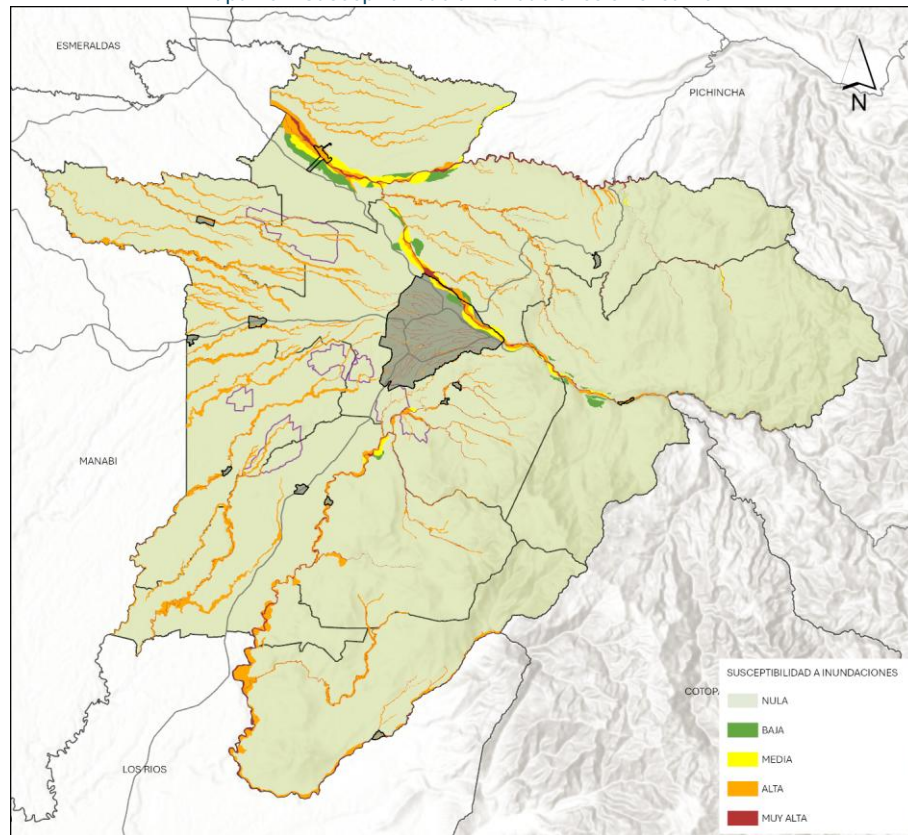 ESMERALDAS
PICHINCHA
N
MANABI
SUSCEPTIBILIDAD A INUNDACIONES
NULA
COTOPA
BAJA
MEDIA
LOS RIOS
ALTA
MUY ALTA